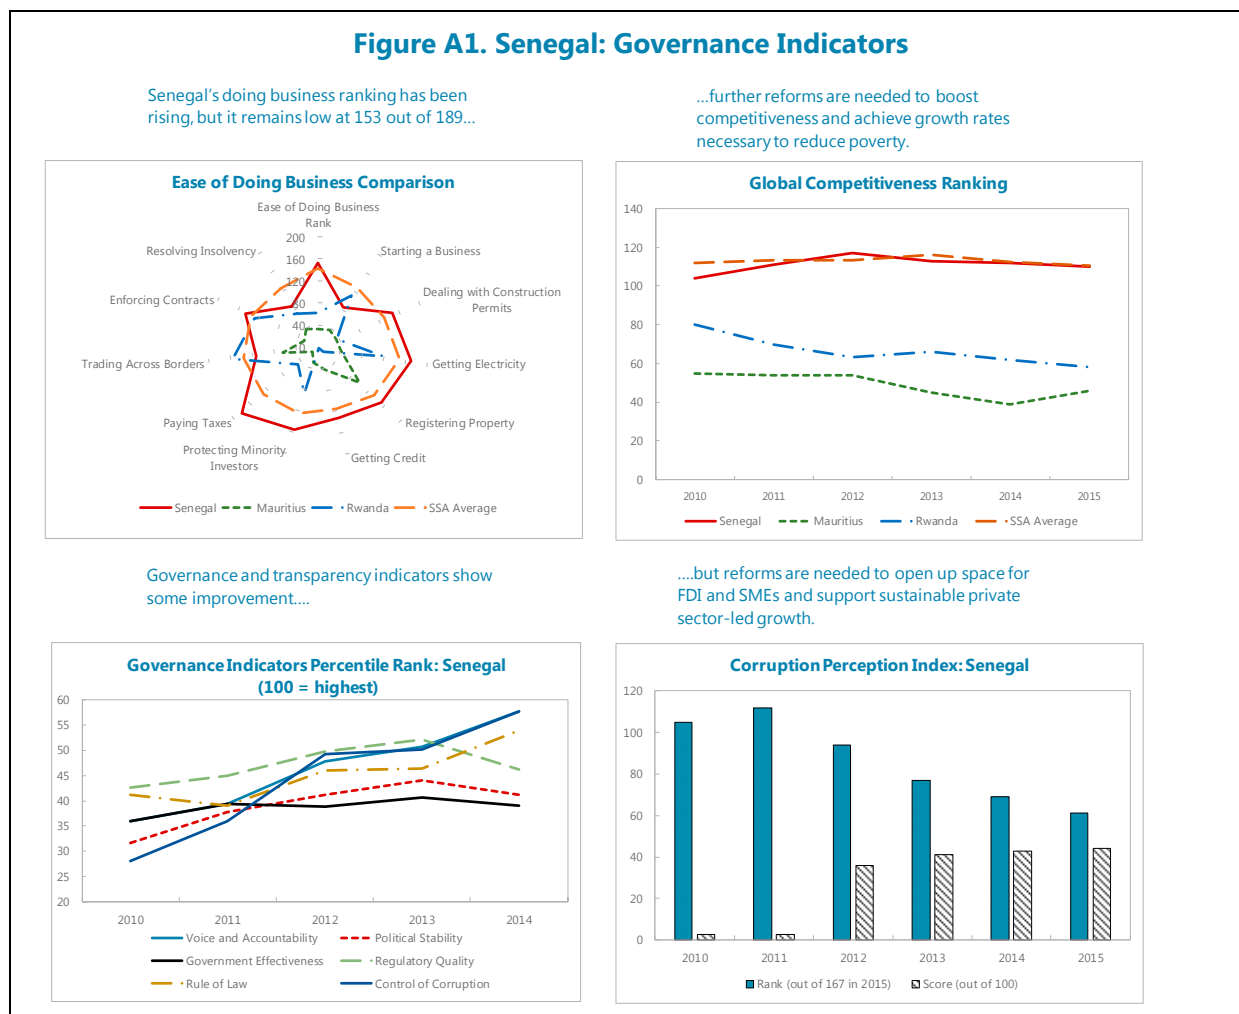 Figure A1. Senegal: Governance Indicators
Senegal's doing business ranking has been
rising, but it remains low at 153 out of 189…
…further reforms are needed to boost
competitiveness and achieve growth rates
necessary to reduce poverty.
Ease of Doing Business Comparison
Ease of Doing Business
Rank
Starting a Business
Dealing with Construction
Permits
Getting Electricity
Registering Property
Getting Credit
Protecting Minority
Investors
Paying Taxes
Trading Across Borders
Enforcing Contracts
Resolving Insolvency
200
160
120
80
40
0
Senegal
Mauritius
Rwanda
SSA Average
Global Competitiveness Ranking
140
120
100
80
60
40
20
0
2010
2011
2012
2013
2014
2015
Senegal
Mauritius
Rwanda
SSA Average
Governance and transparency indicators show
some improvement….
….but reforms are needed to open up space for
FDI and SMEs and support sustainable private
sector-led growth.
Governance Indicators Percentile Rank: Senegal
(100 = highest)
60
55
50
45
40
35
30
25
20
2010
2011
2012
2013
2014
Voice and Accountability
Political Stability
Government Effectiveness
Regulatory Quality
Rule of Law
Control of Corruption
Corruption Perception Index: Senegal
120
100
80
60
40
20
0
2010
2011
2012
2013
2014
2015
Rank (out of 167 in 2015)
Score (out of 100)